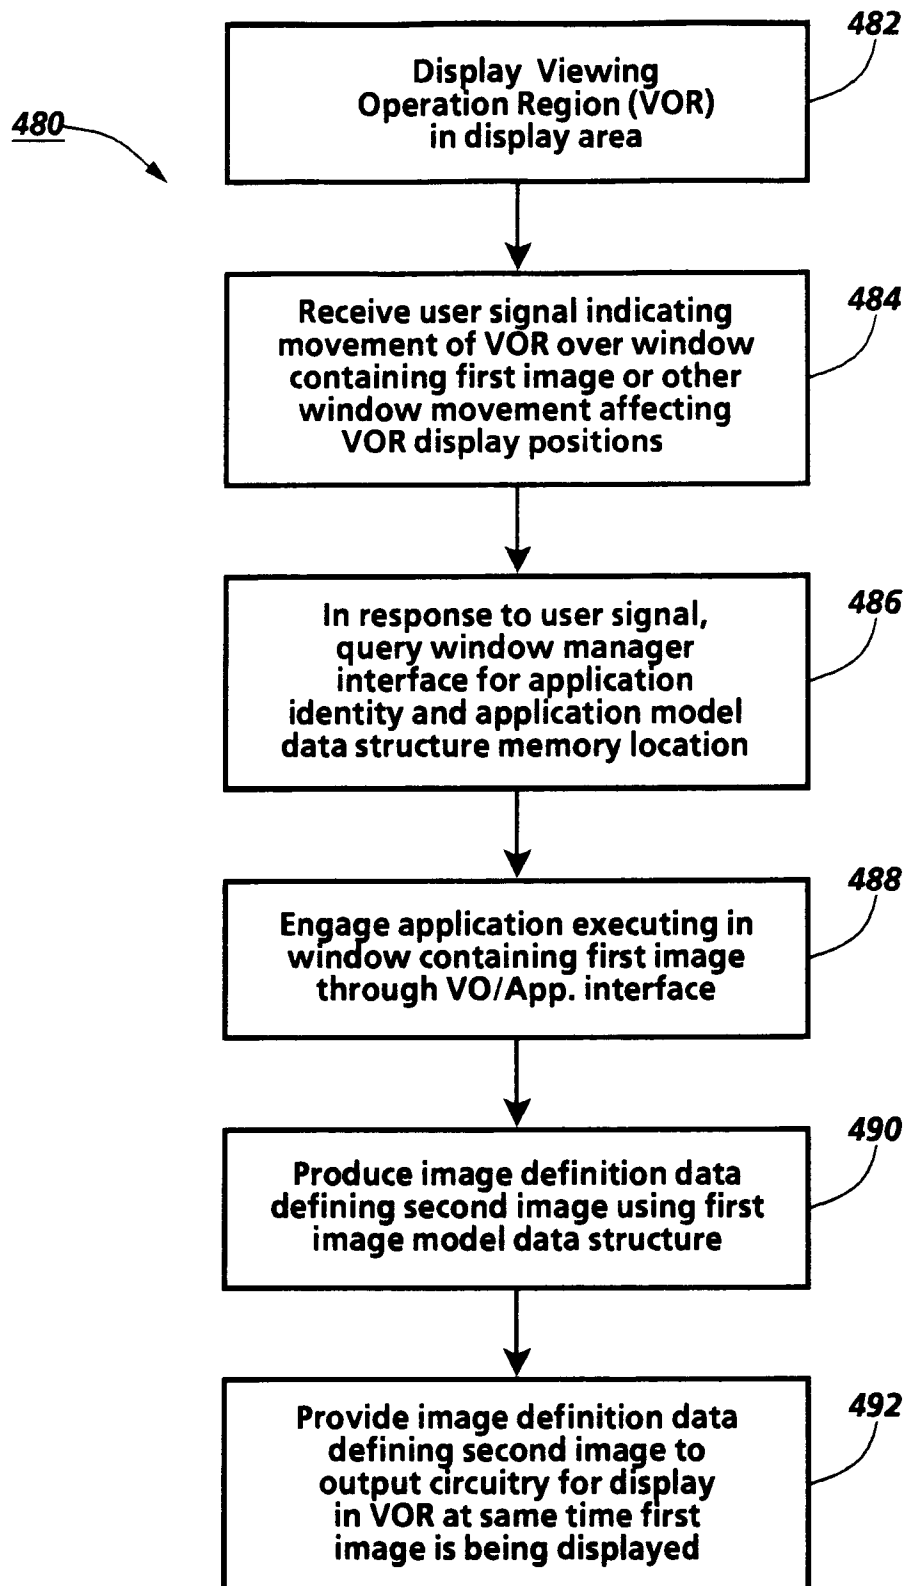 482
Display Viewing
Operation Region (VOR)
in display area
480
484
Receive user signal indicating
movement of VOR over window
containing first image or other
window movement affecting
VOR display positions
486
In response to user signal,
query window manager
interface for application
identity and application model
data structure memory location
488
Engage application executing in
window containing first image
through VO/App. interface
490
Produce image definition data
defining second image using first
image model data structure
492
Provide image definition data
defining second image to
output circuitry for display
in VOR at same time first
image is being displayed